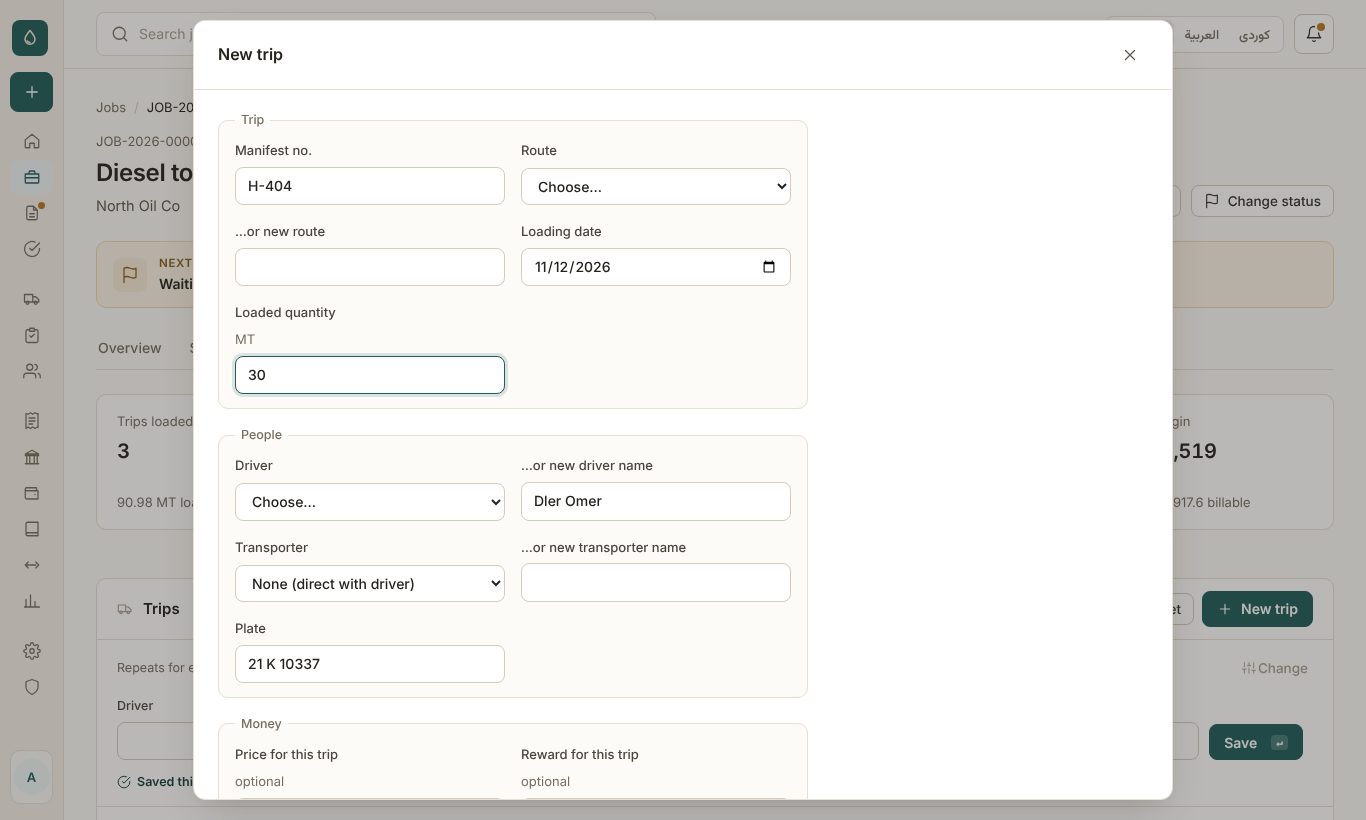 Search j
العربية
کوردی
New trip
Jobs / JOB-20
JOB-2026-0000
Diesel to
North Oil Co
Change status
NEXT
Waiti
Overview
Trips loaded
3
90.98 MT loa
gin
,519
917.6 billable
Trips
et
New trip
Repeats for e
Change
Driver
Save
Saved thi
A
Trip
Manifest no.
Route
H-404
Choose...
...or new route
Loading date
11/12/2026
Loaded quantity
MT
30
People
Driver
...or new driver name
Choose...
Dler Omer
Transporter
...or new transporter name
None (direct with driver)
Plate
21 K 10337
Money
Price for this trip
Reward for this trip
optional
optional